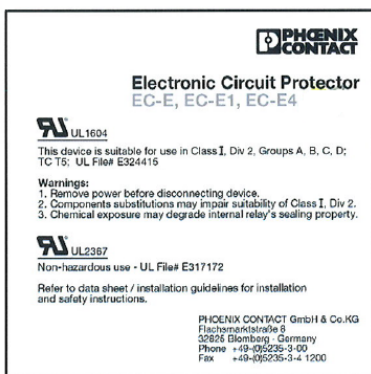 PHŒNIX
CONTACT
Electronic Circuit Protector
EC-E, EC-E1, EC-E4
UL1604
This device is suitable for use in Class I, Div 2, Groups A, B, C, D;
TC T5; UL File# E324415
Warnings:
1. Remove power before disconnecting device.
2. Components substitutions may impair suitability of Class I, Div 2.
3. Chemical exposure may degrade internal relay's sealing property.
UL2367
Non-hazardous use - UL File# E317172
Refer to data sheet / installation guidelines for installation
and safety instructions.
PHOENIX CONTACT GmbH & Co.KG
Flachsmarktstraße 8
32825 Blomberg - Germany
Phone +49-(0)5235-3-00
Fax +49-(0)5235-3-4 1200